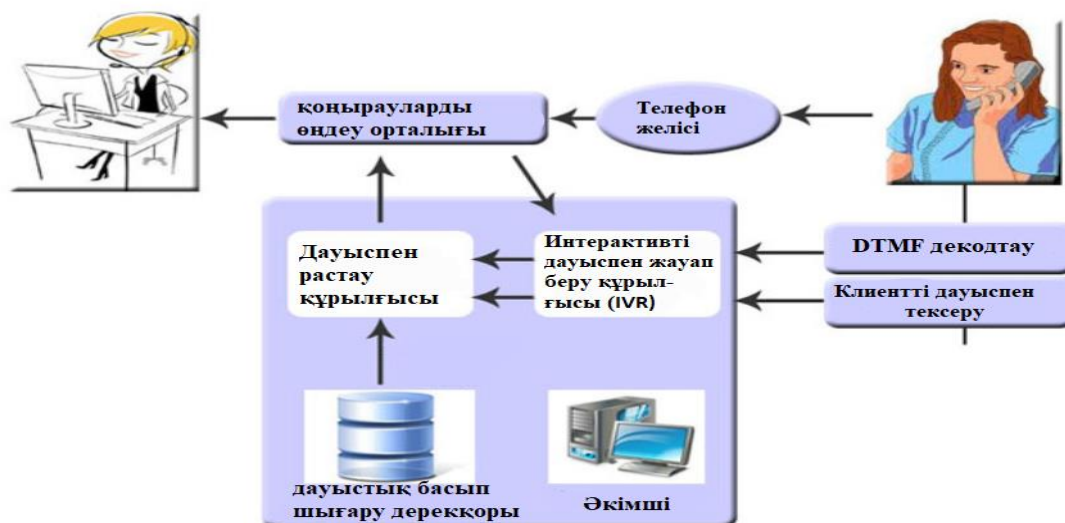 қоңырауларды
өңдеу орталығы
Телефон
желісі
Дауыспен
растау
құрылғысы
Интерактивті
дауыспен жауап
беру құрыл-
ғысы (IVR)
DTMF декодтау
Клиентті дауыспен
тексеру
дауыстық басып
шығару дерекқоры
Әкімші